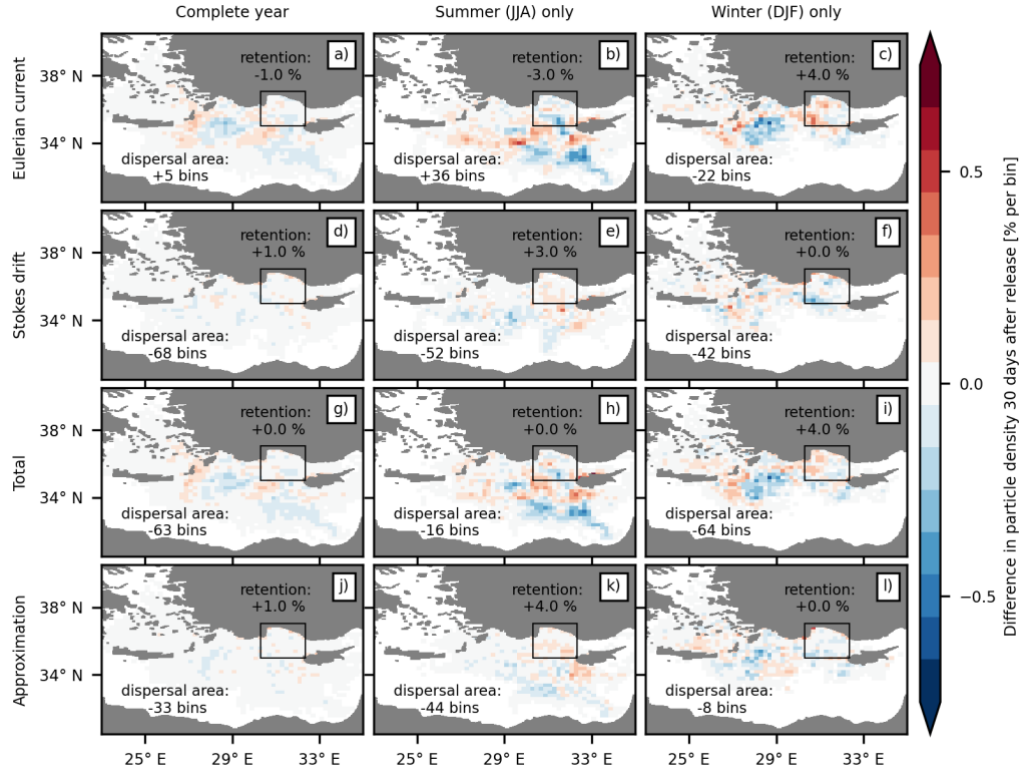 Complete year
Summer (JJA) only
Winter (DJF) only
Eulerian current
38° N
34° N
a)
retention:
-1.0 %
dispersal area:
+5 bins
b)
retention:
-3.0 %
dispersal area:
+36 bins
c)
retention:
+4.0 %
dispersal area:
-22 bins
Stokes drift
38° N
34° N
d)
retention:
+1.0 %
dispersal area:
-68 bins
e)
retention:
+3.0 %
dispersal area:
-52 bins
f)
retention:
+0.0 %
dispersal area:
-42 bins
Total
38° N
34° N
g)
retention:
+0.0 %
dispersal area:
-63 bins
h)
retention:
+0.0 %
dispersal area:
-16 bins
i)
retention:
+4.0 %
dispersal area:
-64 bins
Approximation
38° N
34° N
j)
retention:
+1.0 %
dispersal area:
-33 bins
k)
retention:
+4.0 %
dispersal area:
-44 bins
l)
retention:
+0.0 %
dispersal area:
-8 bins
25° E
29° E
33° E
25° E
29° E
33° E
25° E
29° E
33° E
0.5
0.0
−0.5
Difference in particle density 30 days after release [% per bin]